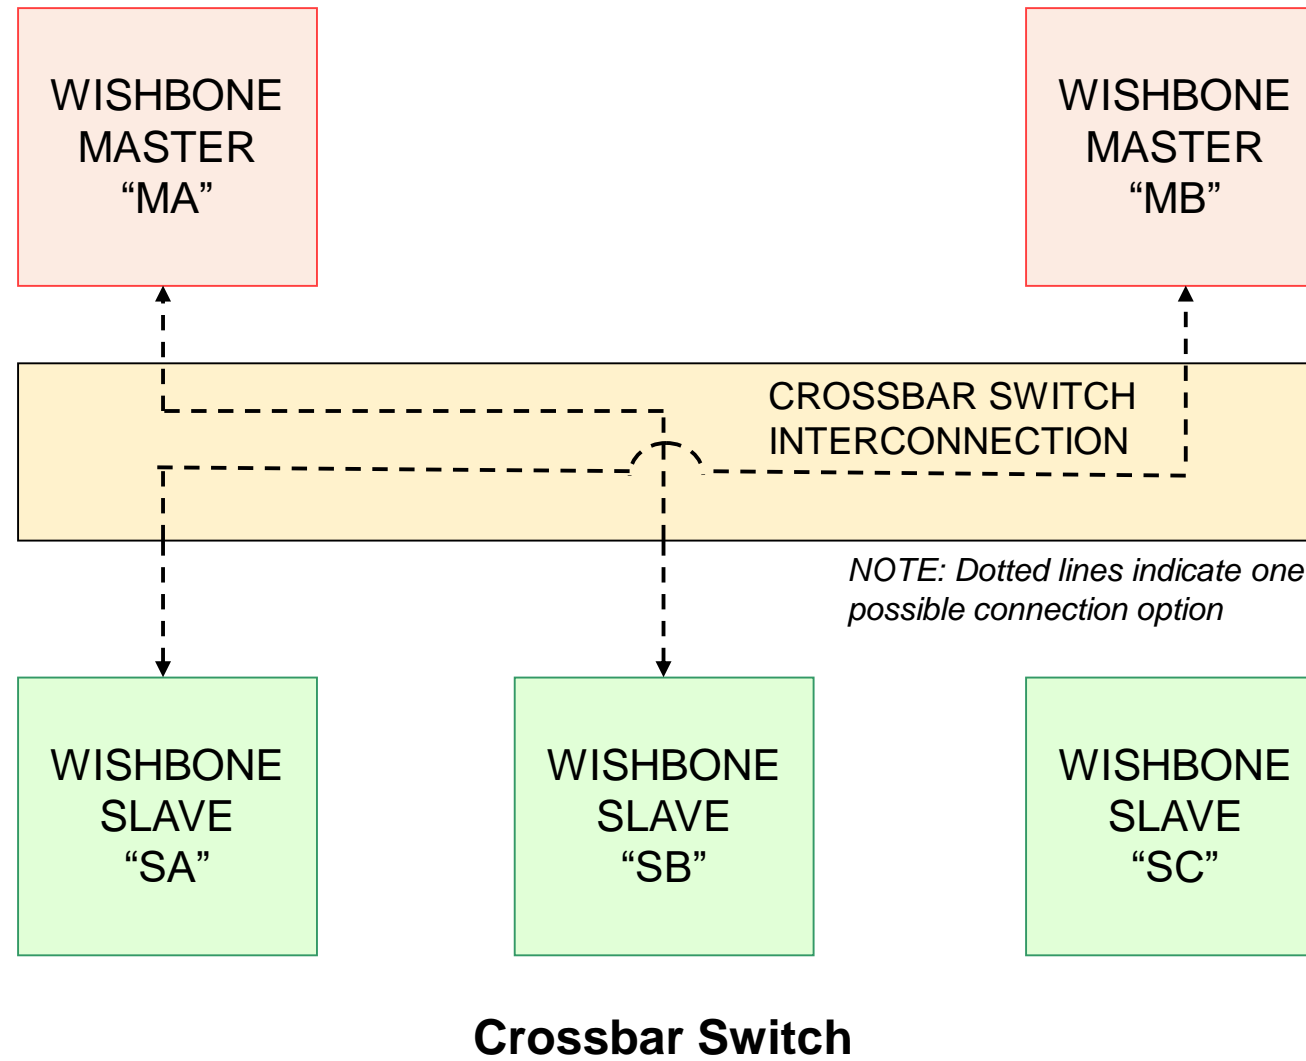 WISHBONE
MASTER
“MA”
WISHBONE
MASTER
“MB”
CROSSBAR SWITCH
INTERCONNECTION
NOTE: Dotted lines indicate one
possible connection option
WISHBONE
SLAVE
“SA”
WISHBONE
SLAVE
“SB”
WISHBONE
SLAVE
“SC”
Crossbar Switch